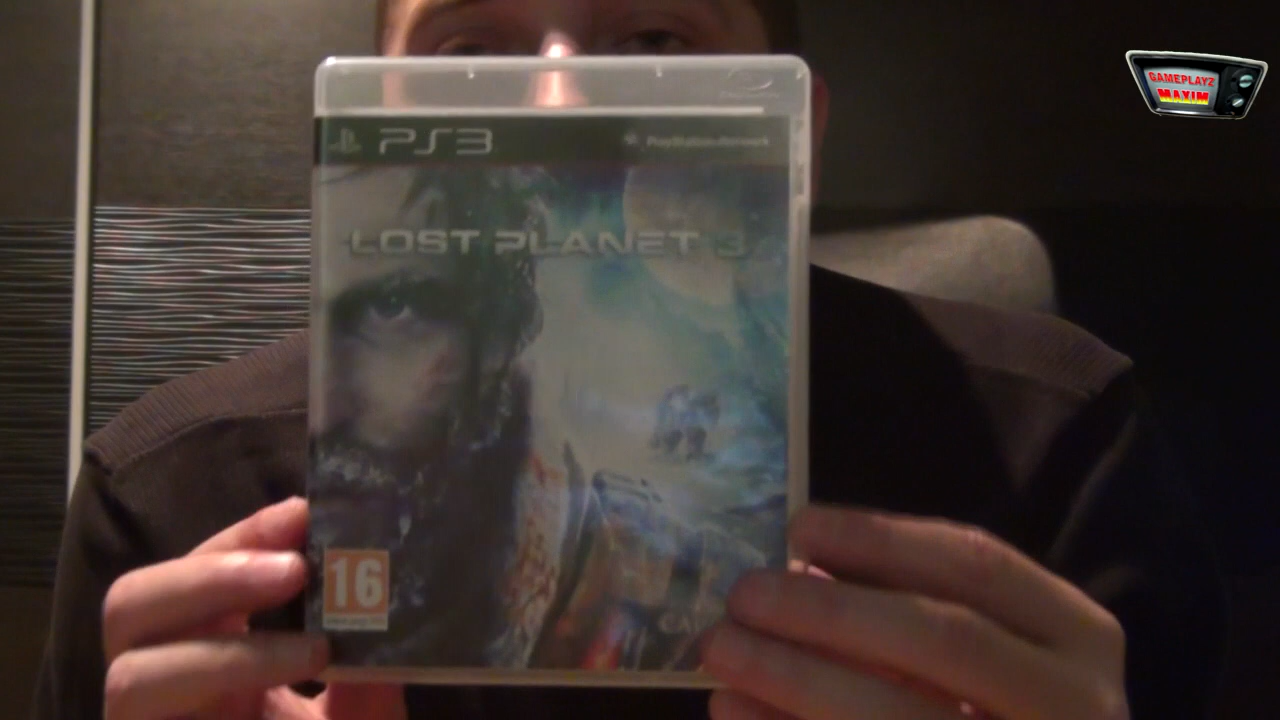 GAMEPLAYZ
MAXIM
PS3
PlayStation Network
LOST PLANET 3
16